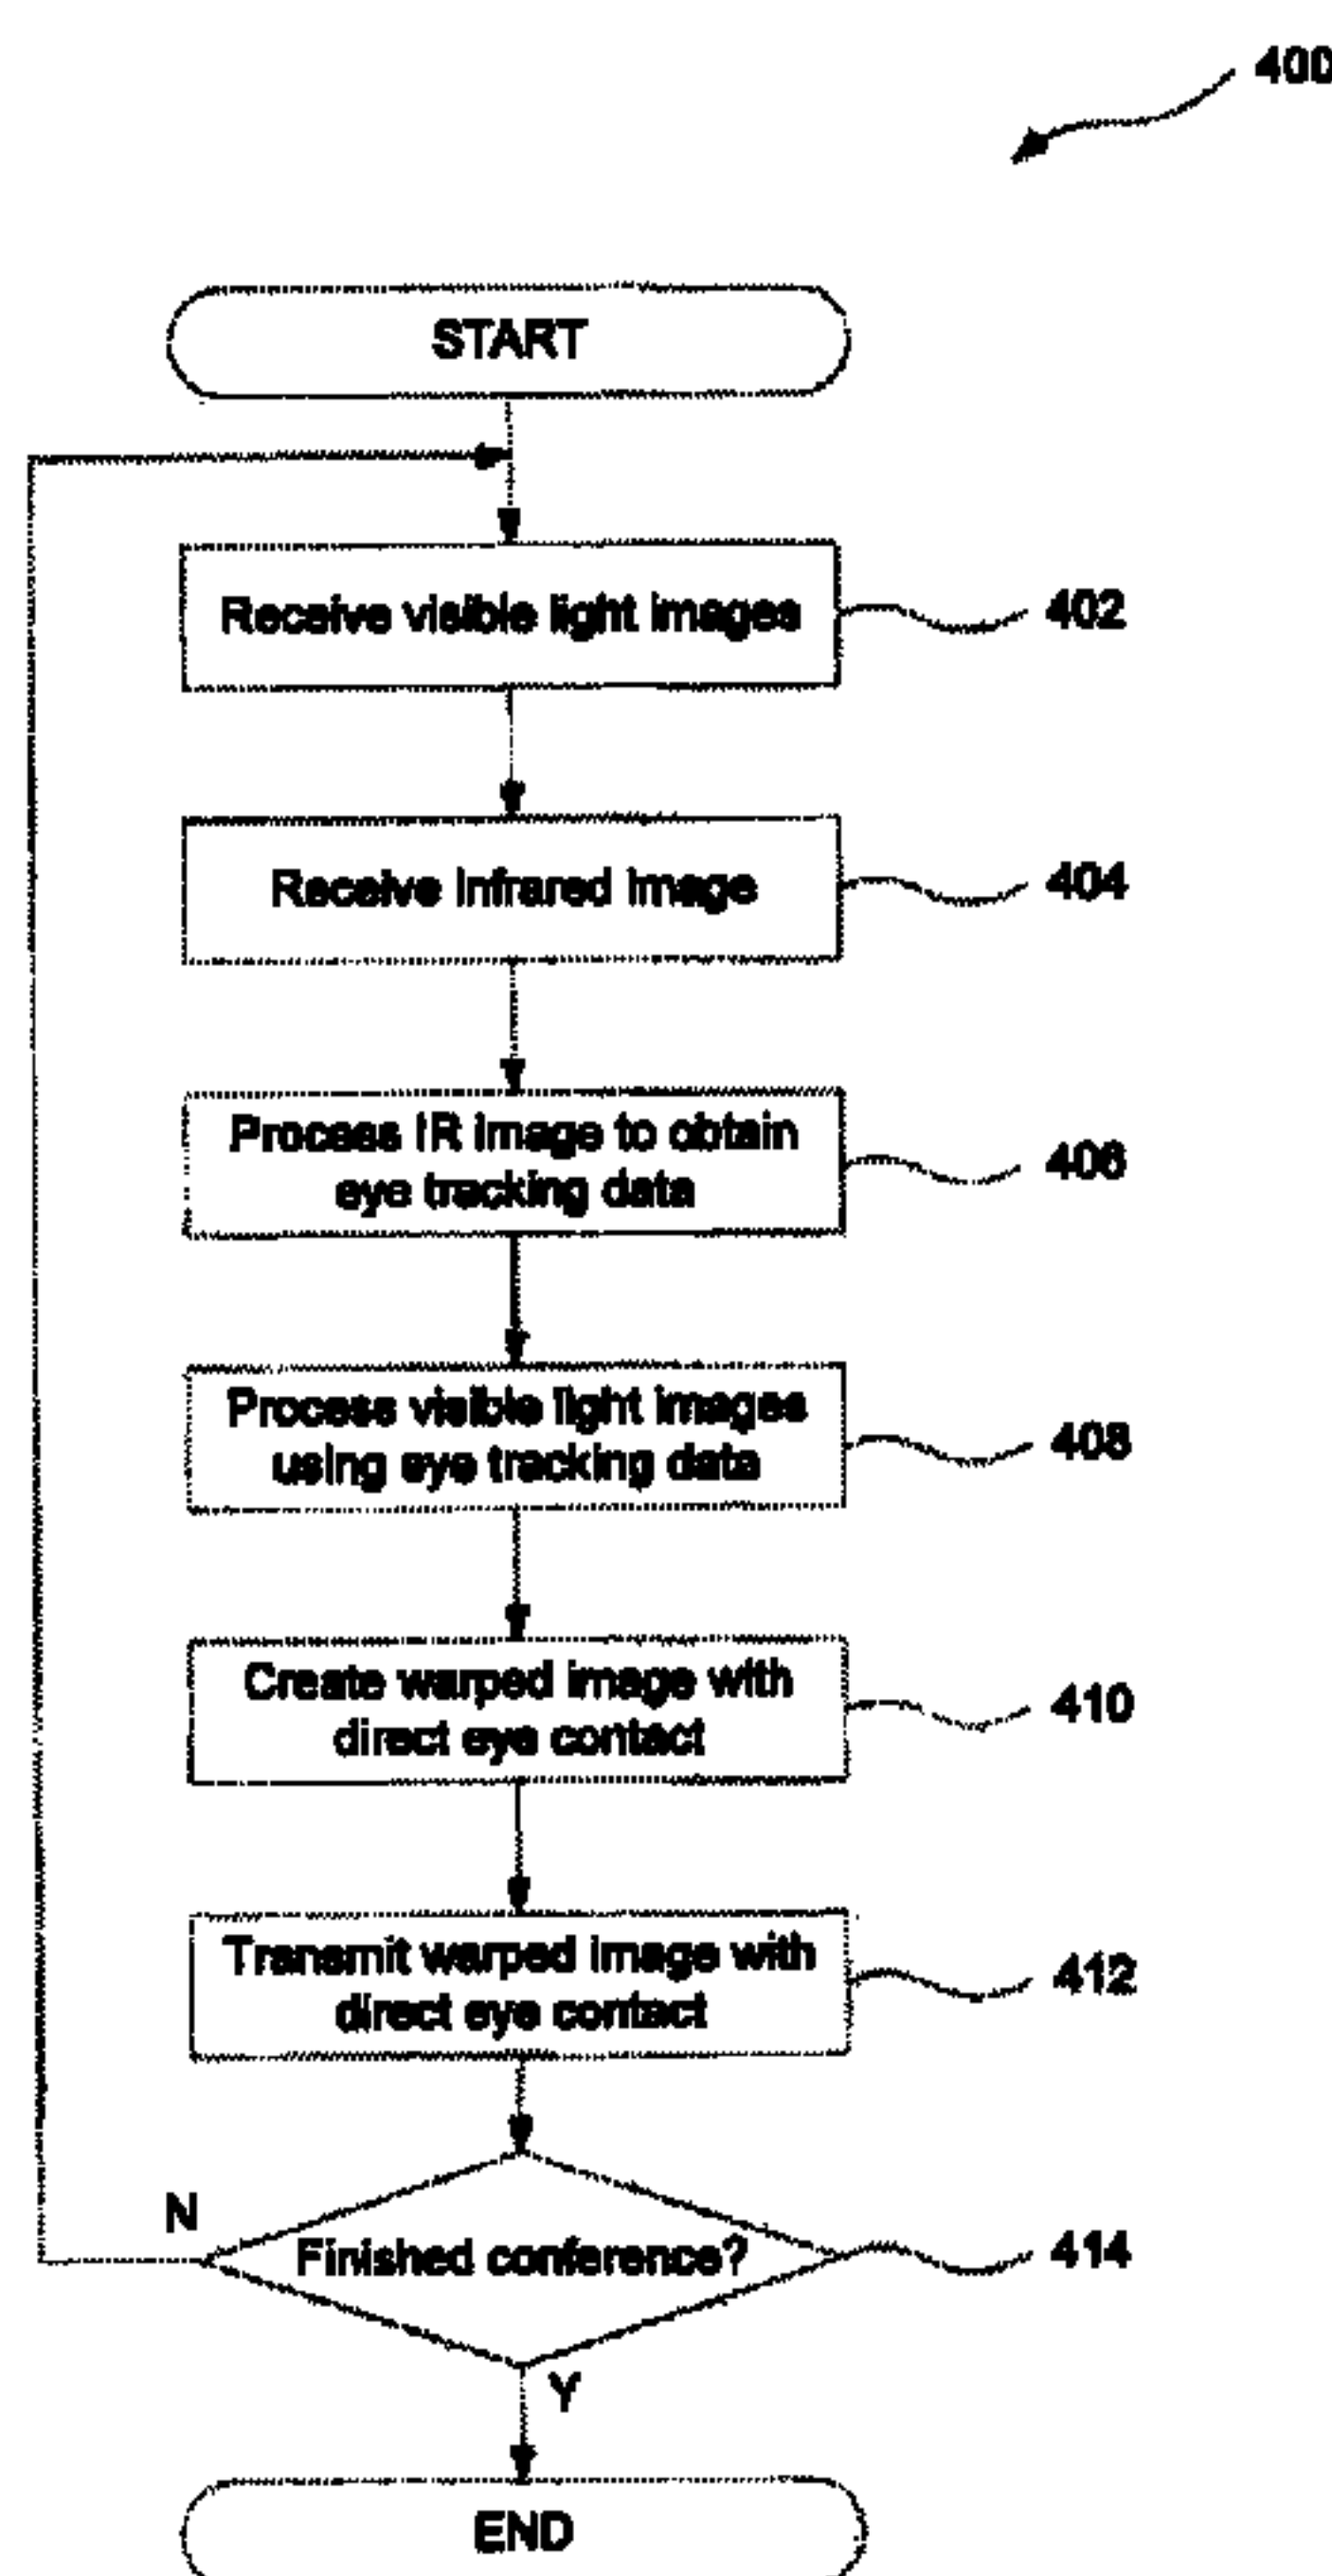 400
START
Receive visible light images
402
Receive infrared image
404
Process IR image to obtain
eye tracking data
406
Process visible light images
using eye tracking data
408
Create warped image with
direct eye contact
410
Transmit warped image with
direct eye contact
412
N
Finished conference?
414
Y
END